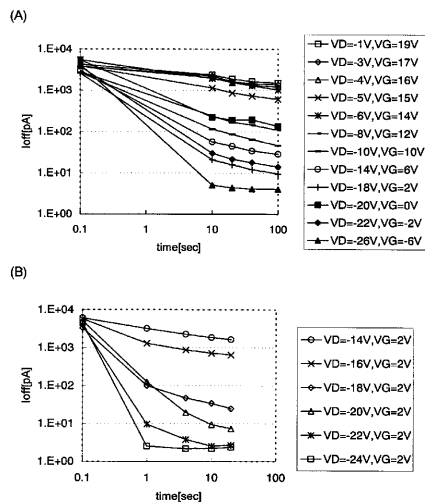 (A)
1.E+04
1.E+03
1.E+02
1.E+01
1.E+00
Ioff[pA]
0.1
1
10
100
time[sec]
VD=-1V,VG=19V
VD=-3V,VG=17V
VD=-4V,VG=16V
VD=-5V,VG=15V
VD=-6V,VG=14V
VD=-8V,VG=12V
VD=-10V,VG=10V
VD=-14V,VG=6V
VD=-18V,VG=2V
VD=-20V,VG=0V
VD=-22V,VG=-2V
VD=-26V,VG=-6V
(B)
1.E+04
1.E+03
1.E+02
1.E+01
1.E+00
Ioff[pA]
0.1
1
10
100
time[sec]
VD=-14V,VG=2V
VD=-16V,VG=2V
VD=-18V,VG=2V
VD=-20V,VG=2V
VD=-22V,VG=2V
VD=-24V,VG=2V